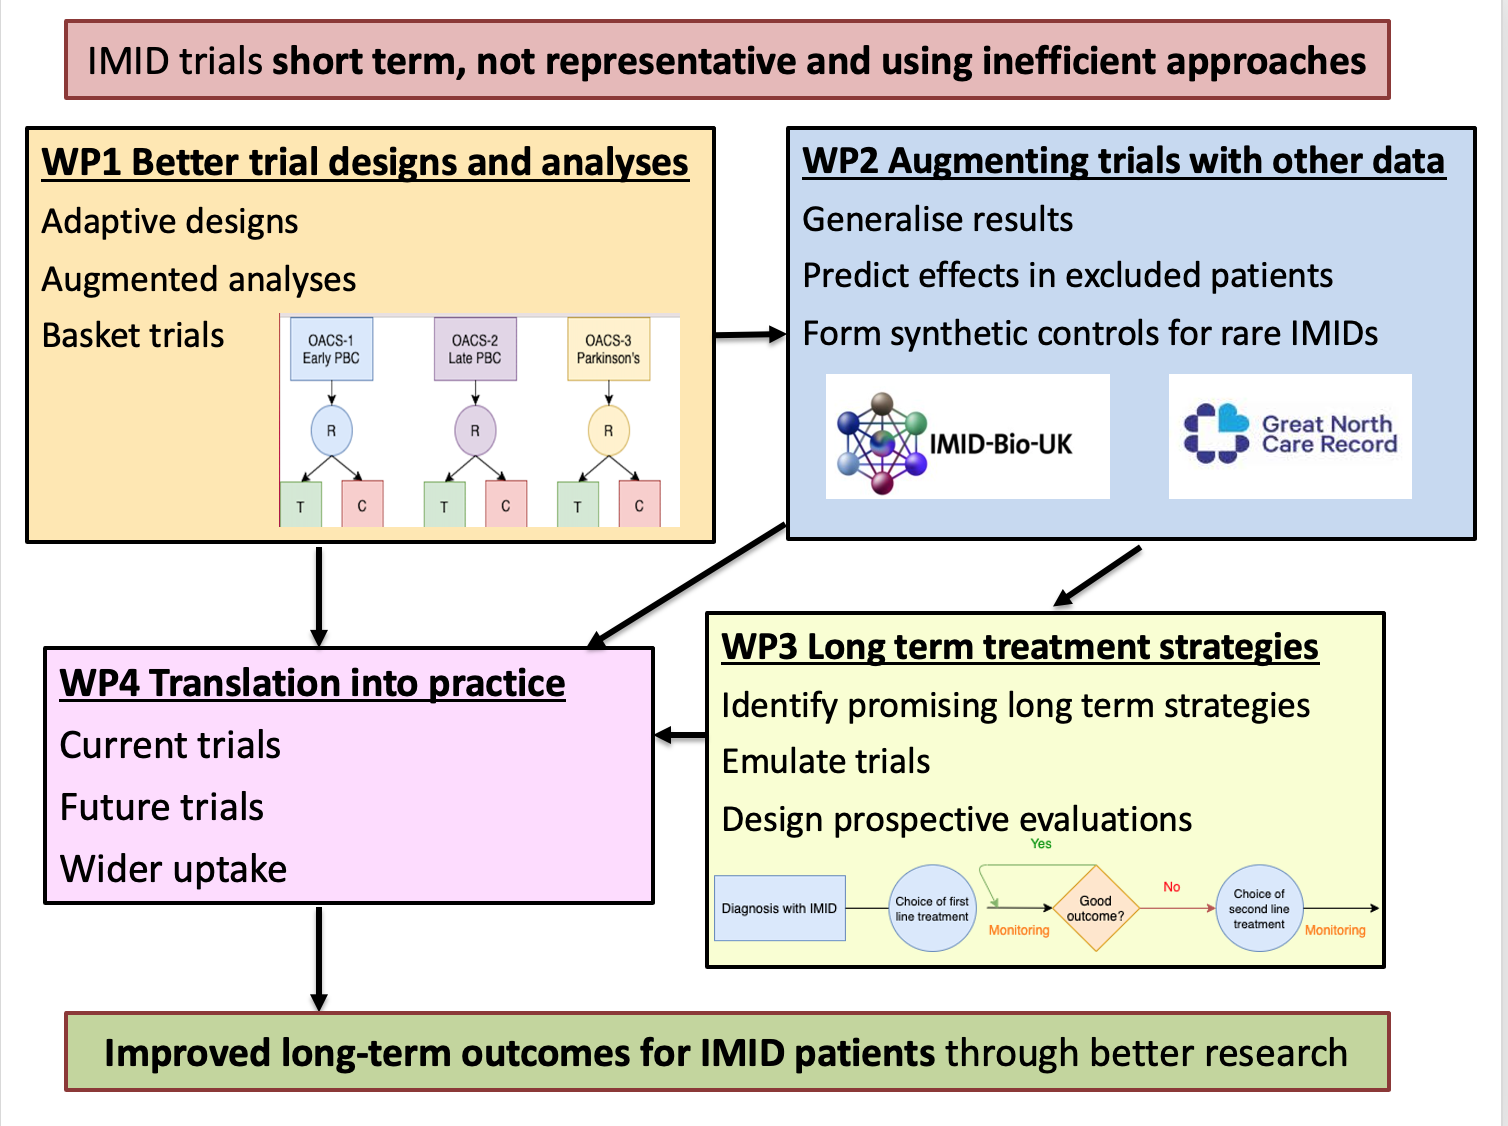 IMID trials short term, not representative and using inefficient approaches
WP1 Better trial designs and analyses
Adaptive designs
Augmented analyses
Basket trials
OACS-1
Early PBC
OACS-2
Late PBC
OACS-3
Parkinson's
R
R
R
T
C
T
C
T
C
WP2 Augmenting trials with other data
Generalise results
Predict effects in excluded patients
Form synthetic controls for rare IMIDs
IMID-Bio-UK
Great North
Care Record
WP4 Translation into practice
Current trials
Future trials
Wider uptake
WP3 Long term treatment strategies
Identify promising long term strategies
Emulate trials
Design prospective evaluations
Yes
Diagnosis with IMID
Choice of first
line treatment
Monitoring
Good
outcome?
No
Choice of
second line
treatment
Monitoring
Improved long-term outcomes for IMID patients through better research